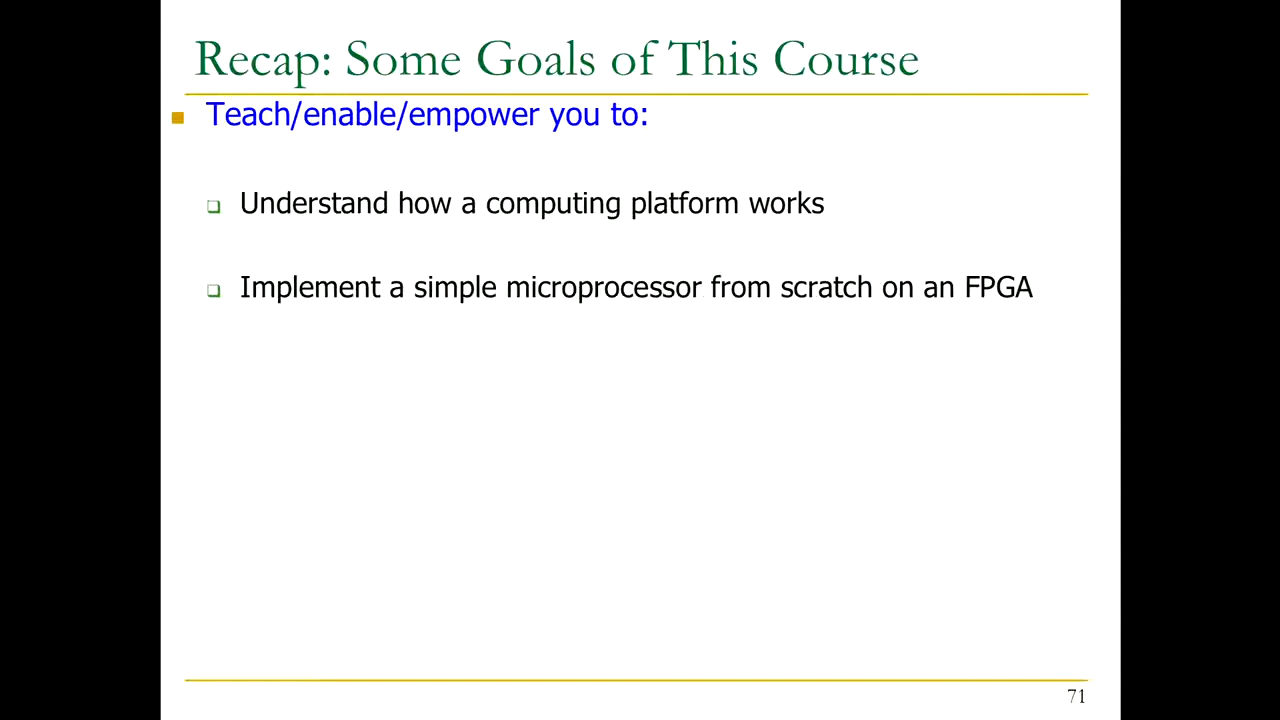 Recap: Some Goals of This Course
Teach/enable/empower you to:
Understand how a computing platform works
Implement a simple microprocessor from scratch on an FPGA
71